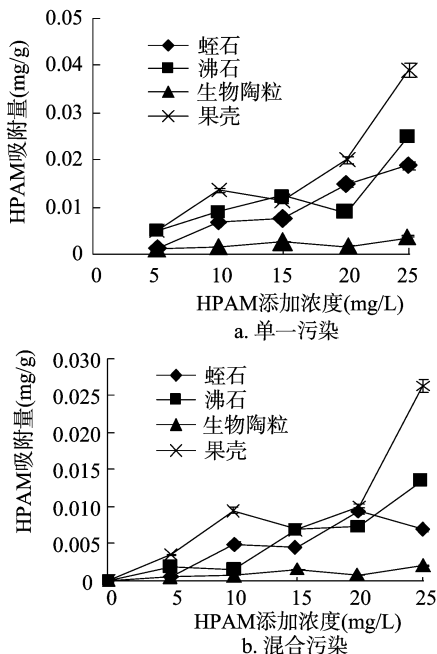 HPAM吸附量(mg/g)
0.05
0.04
0.03
0.02
0.01
0
蛭石
沸石
生物陶粒
果壳
0 5 10 15 20 25
HPAM添加浓度(mg/L)
a. 单一污染
HPAM吸附量(mg/g)
0.030
0.025
0.020
0.015
0.010
0.005
0
蛭石
沸石
生物陶粒
果壳
0 5 10 15 20 25
HPAM添加浓度(mg/L)
b. 混合污染